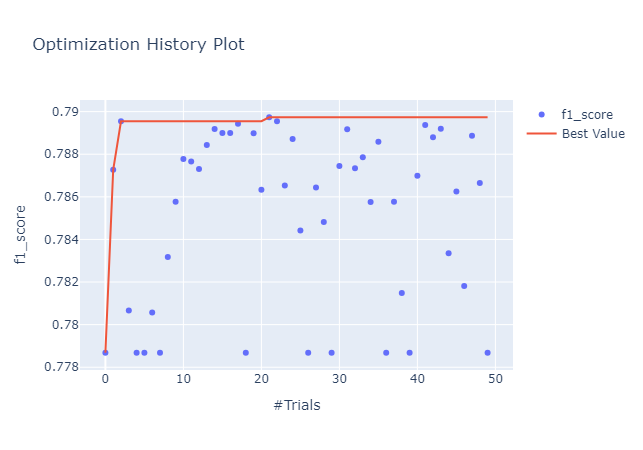 Optimization History Plot
f1_score
Best Value
0.79
0.788
0.786
0.784
0.782
0.78
0.778
f1_score
0
10
20
30
40
50
#Trials